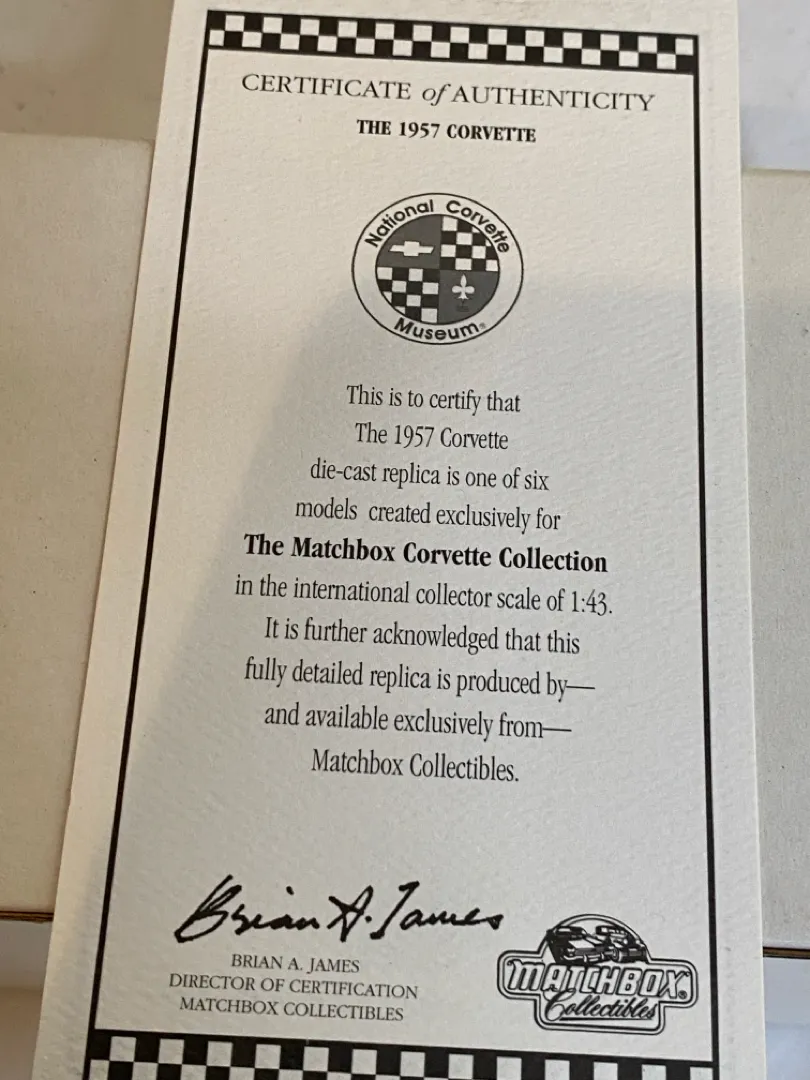 CERTIFICATE of AUTHENTICITY
THE 1957 CORVETTE
National Corvette
Museum®
This is to certify that
The 1957 Corvette
die-cast replica is one of six
models created exclusively for
The Matchbox Corvette Collection
in the international collector scale of 1:43.
It is further acknowledged that this
fully detailed replica is produced by—
and available exclusively from—
Matchbox Collectibles.
Brian A. James
BRIAN A. JAMES
DIRECTOR OF CERTIFICATION
MATCHBOX COLLECTIBLES
MATCHBOX®
Collectibles